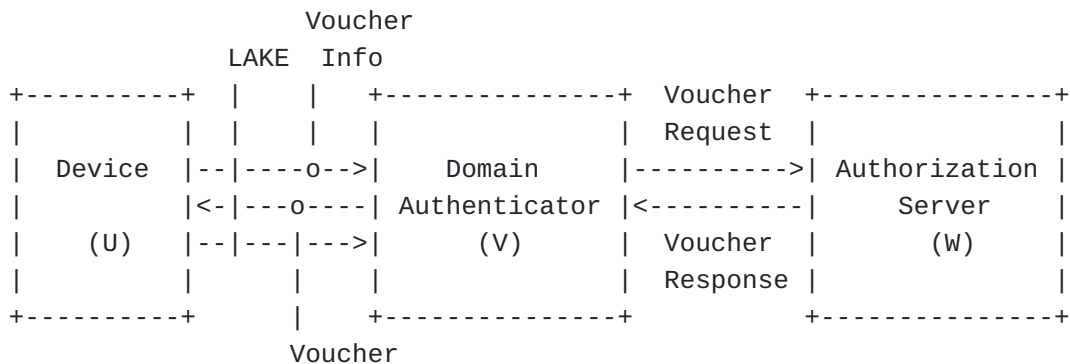 Voucher
LAKE Info
Voucher
Request
Device Domain Authorization
Authenticator Server
(U) (V) Voucher (W)
Response
Voucher